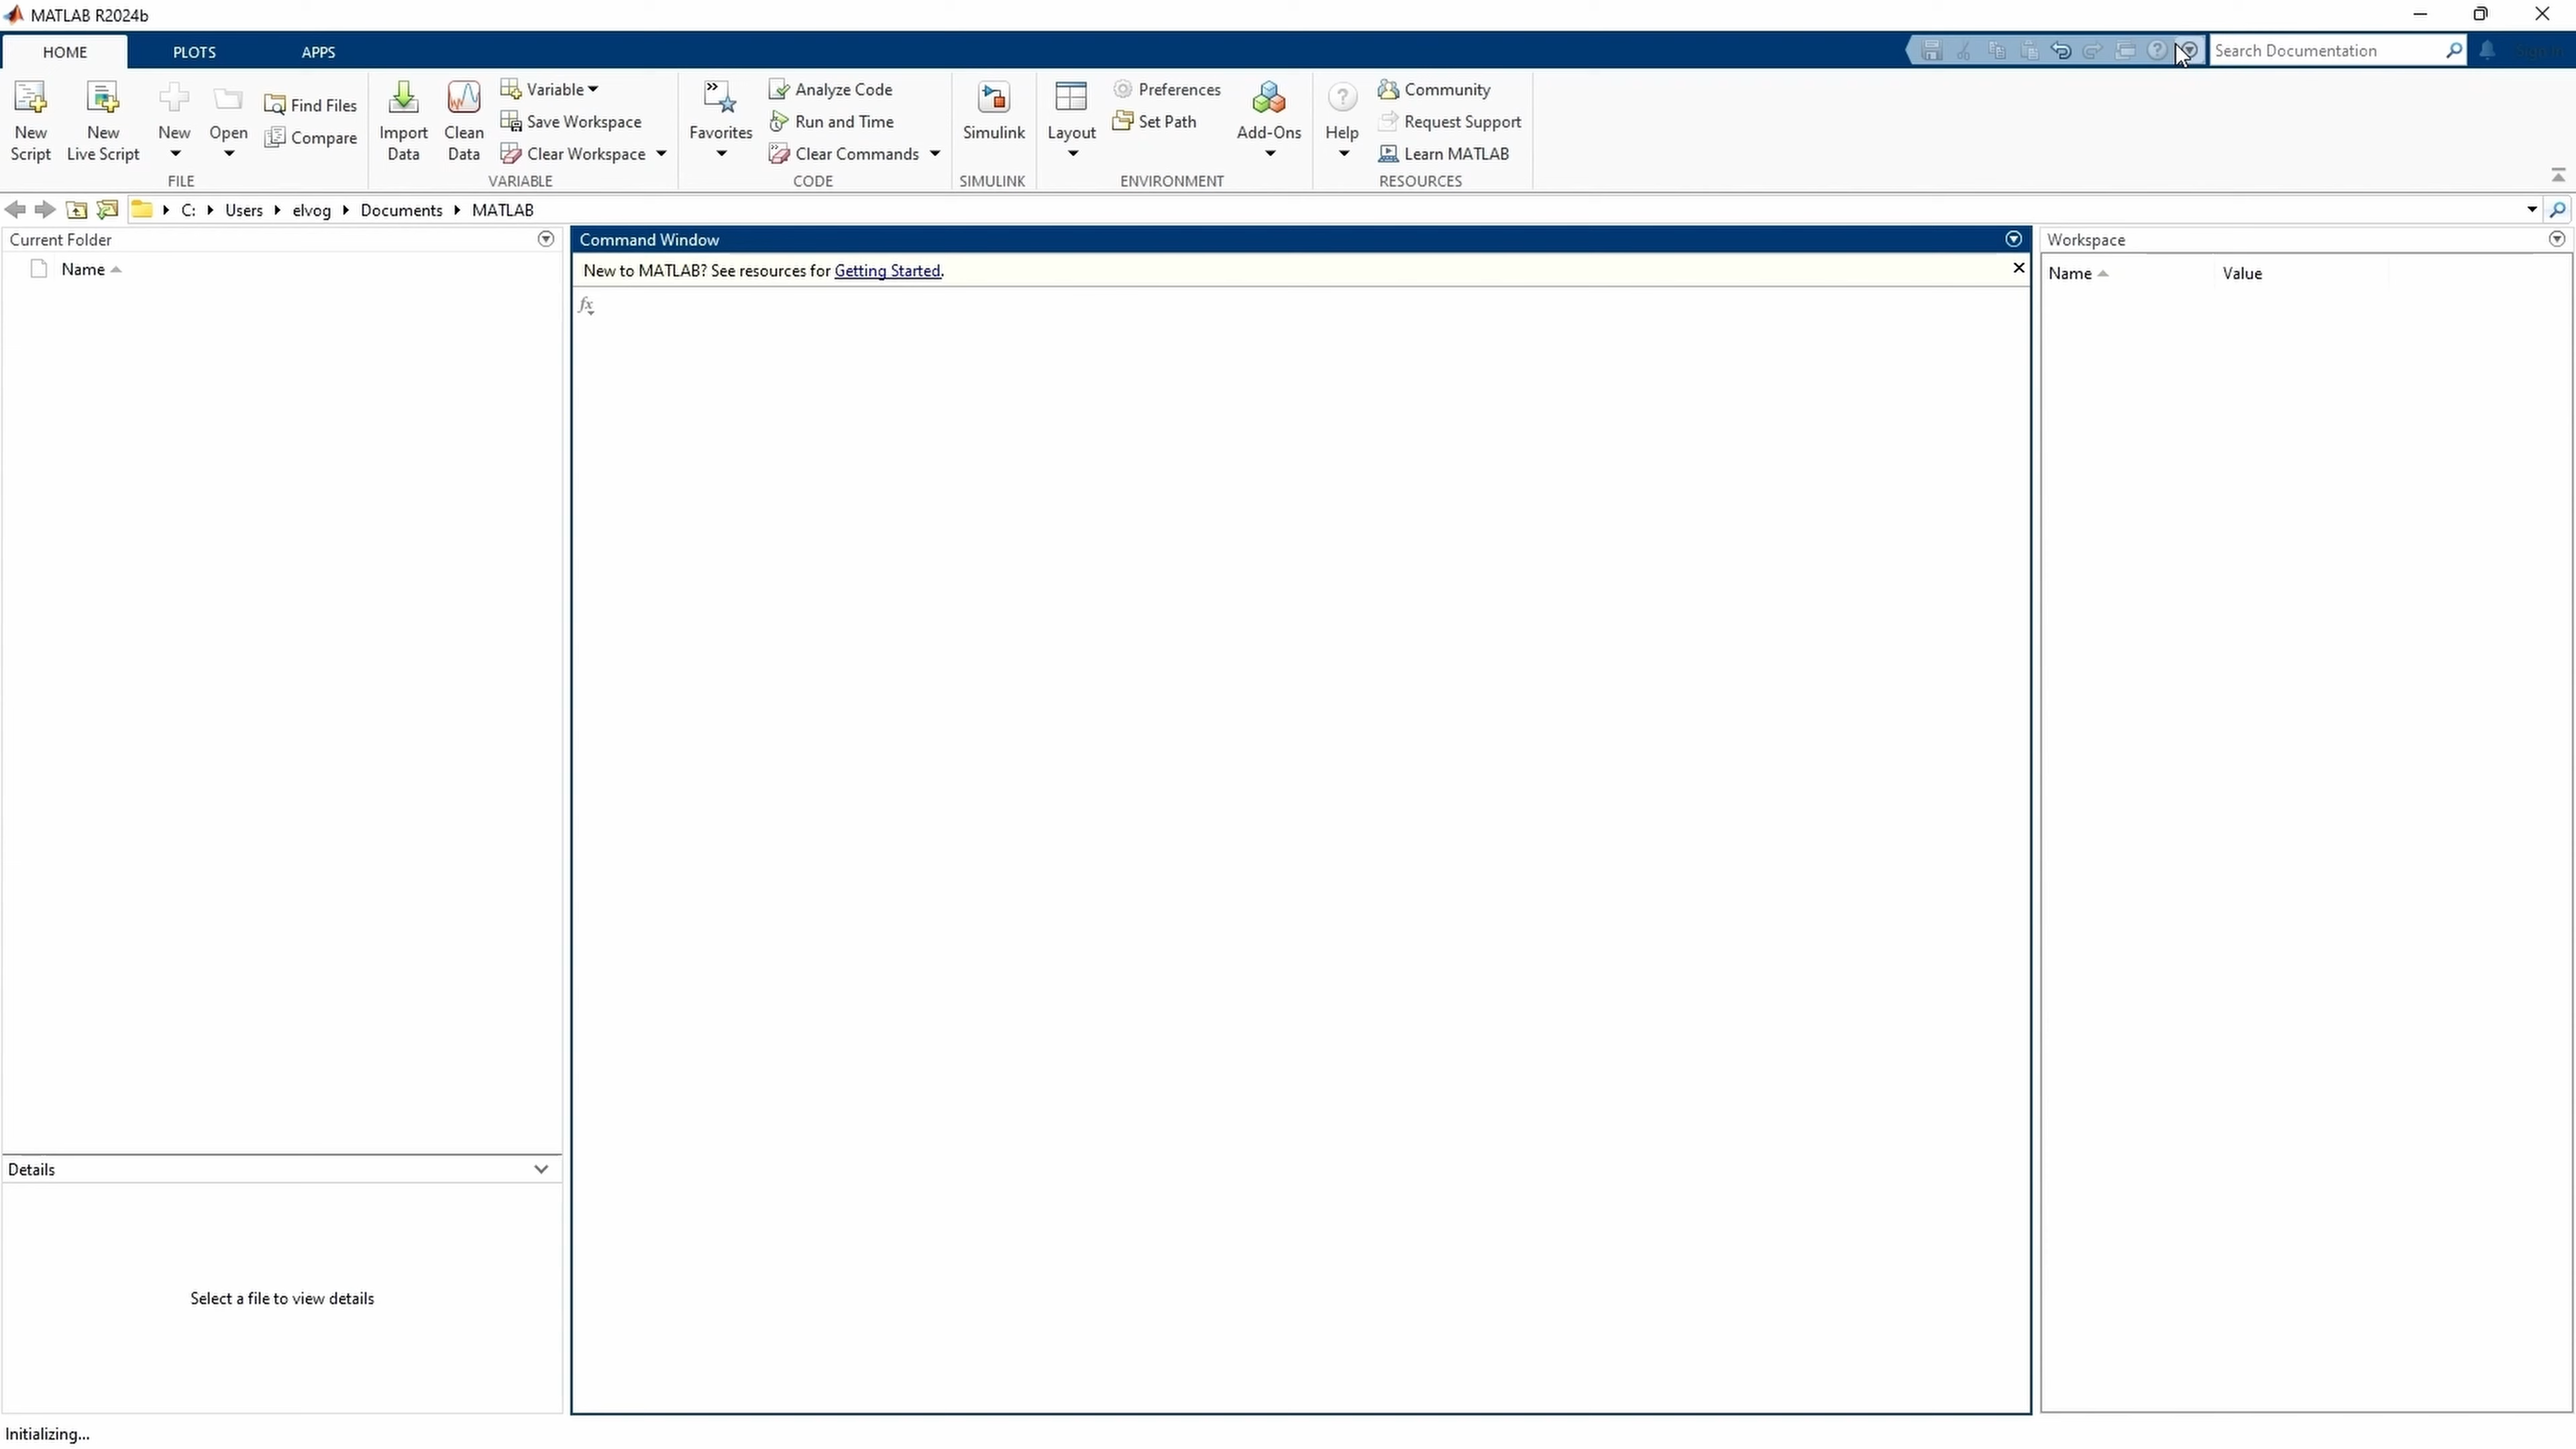 MATLAB R2024b
HOME PLOTS APPS
Search Documentation
New Script
New Live Script
New
Open
Find Files
Compare
FILE
Import Data
Clean Data
Variable
Save Workspace
Clear Workspace
VARIABLE
Favorites
Analyze Code
Run and Time
Clear Commands
CODE
Simulink
SIMULINK
Layout
Preferences
Set Path
Add-Ons
ENVIRONMENT
Help
Community
Request Support
Learn MATLAB
RESOURCES
C: Users elvog Documents MATLAB
Current Folder
Name
Details
Select a file to view details
Command Window
New to MATLAB? See resources for Getting Started.
fx
Workspace
Name Value
Initializing...